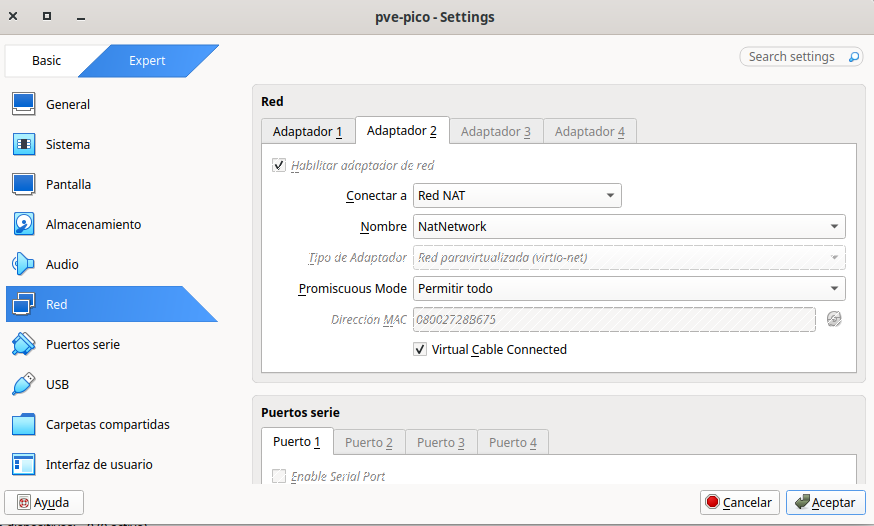 pve-pico - Settings
Basic
Expert
Search settings
General
Sistema
Pantalla
Almacenamiento
Audio
Red
Puertos serie
USB
Carpetas compartidas
Interfaz de usuario
Red
Adaptador 1
Adaptador 2
Adaptador 3
Adaptador 4
Habilitar adaptador de red
Conectar a Red NAT
Nombre NatNetwork
Tipo de Adaptador Red paravirtualizada (virtio-net)
Promiscuous Mode Permitir todo
Dirección MAC 08002728B675
Virtual Cable Connected
Puertos serie
Puerto 1
Puerto 2
Puerto 3
Puerto 4
Enable Serial Port
Ayuda
Cancelar
Aceptar